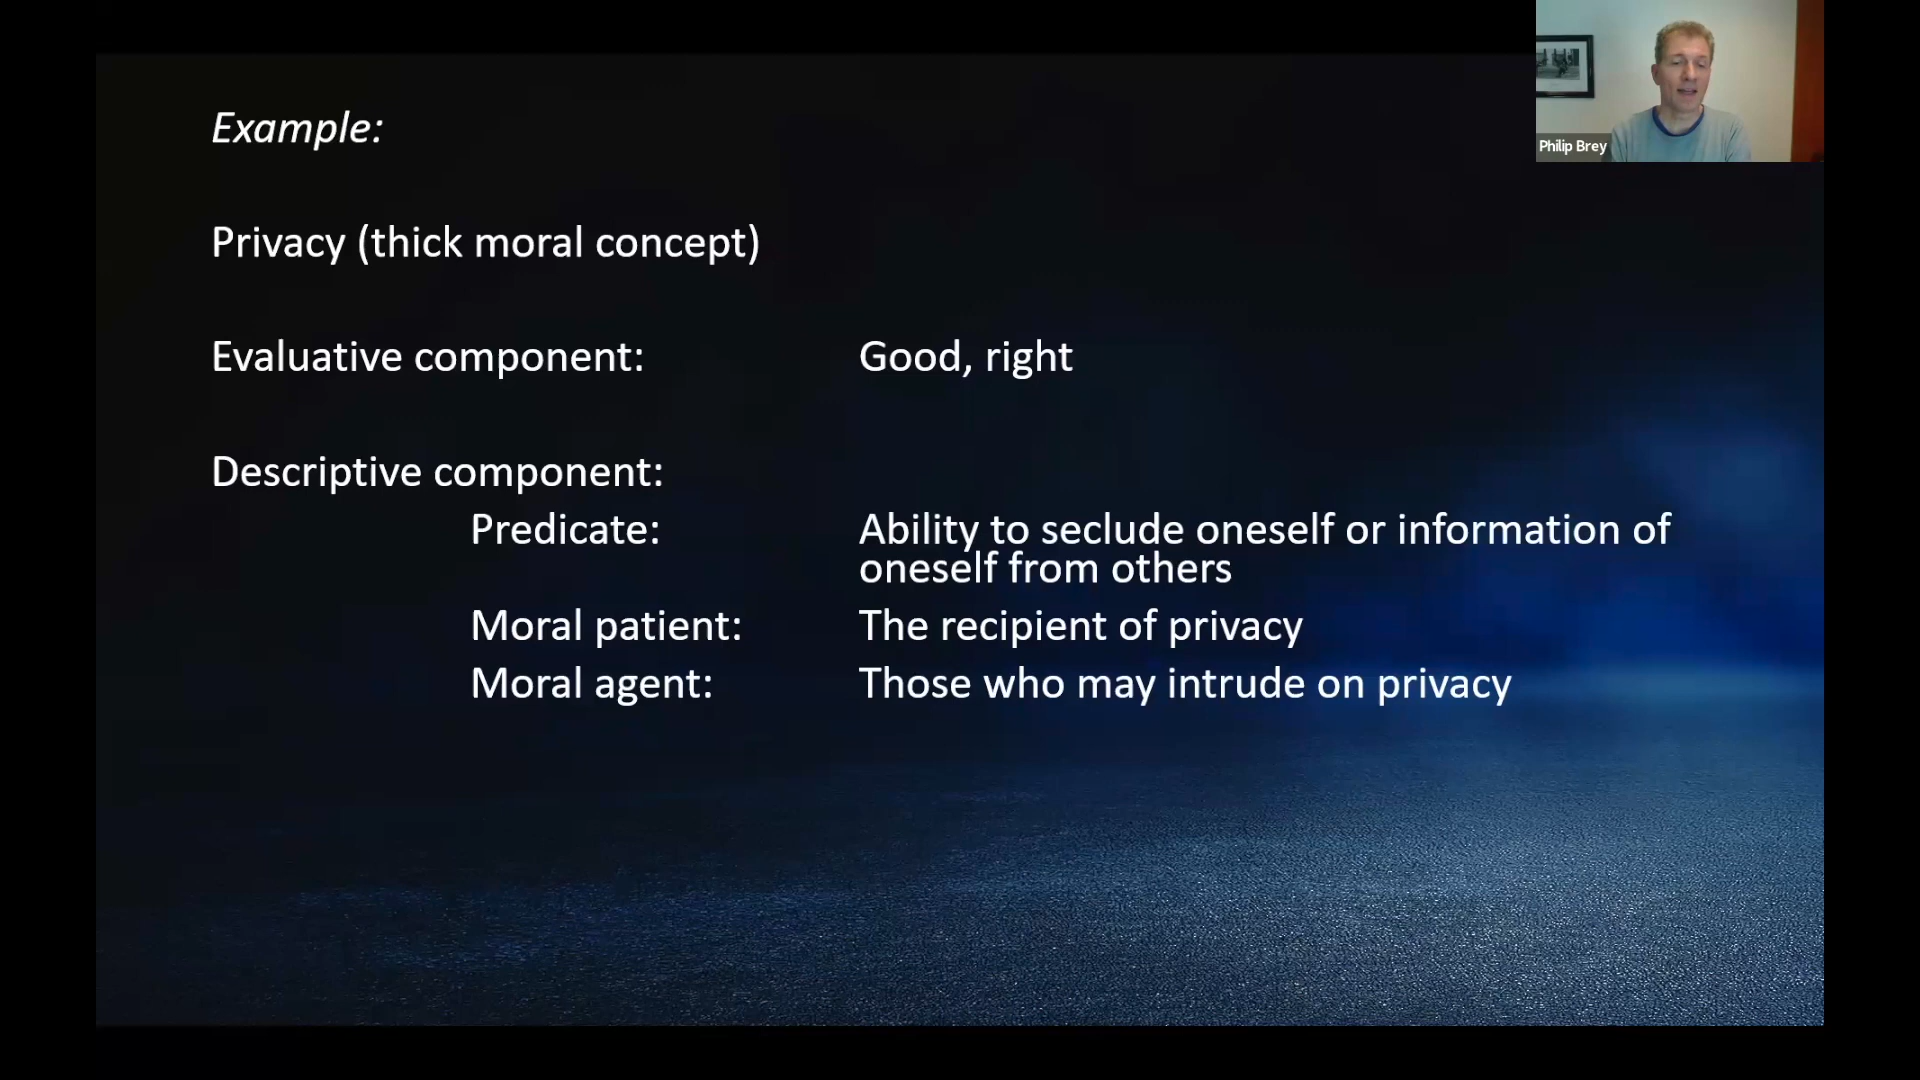 Philip Brey
Example:
Privacy (thick moral concept)
Evaluative component: Good, right
Descriptive component:
Predicate: Ability to seclude oneself or information of
oneself from others
Moral patient: The recipient of privacy
Moral agent: Those who may intrude on privacy